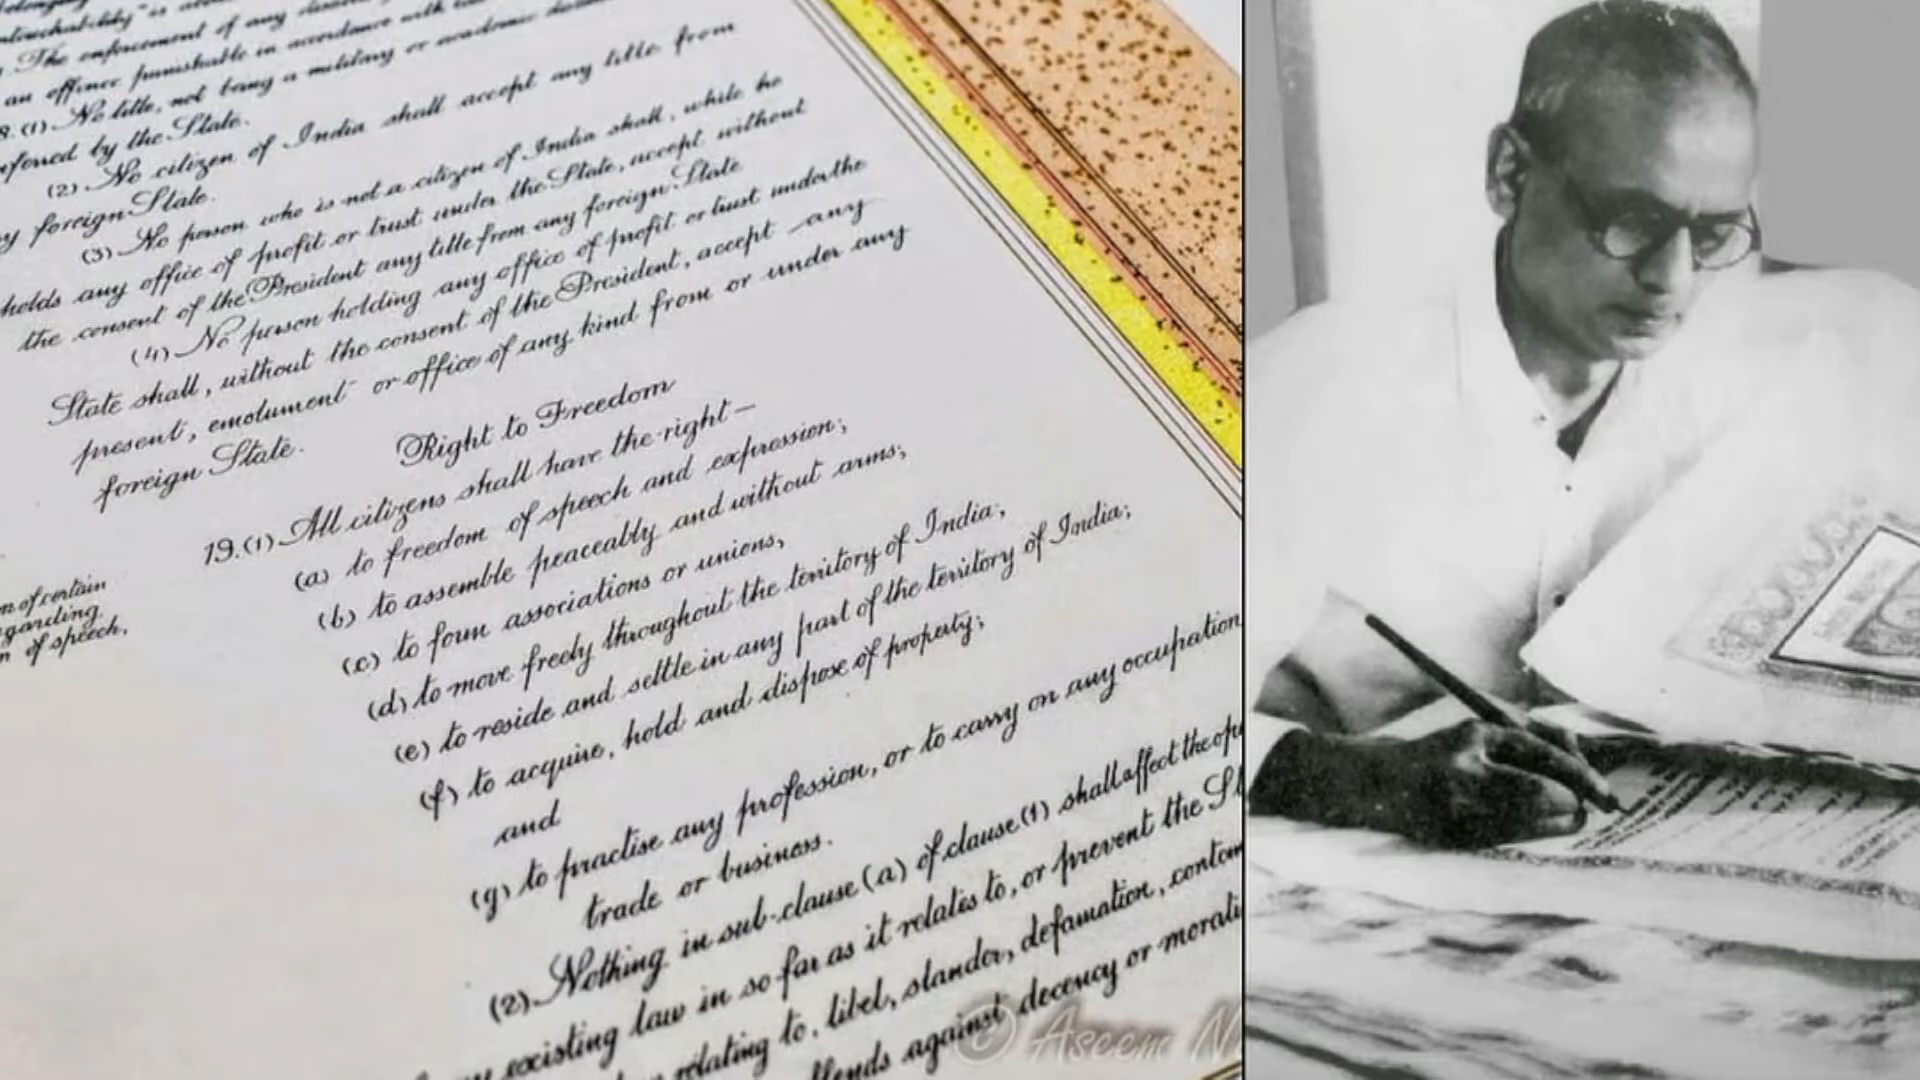 untouchability" is
The enforcement of any
an offence punishable in accordance with
8.(1) No title, not being a military or academic
by the State.
(2) No citizen of India shall accept any title from
foreign State.
(3) No person who is not a citizen of India shall, while he
holds any office of profit or trust under the State, accept without
the consent of the President any title from any foreign State
(4) No person holding any office of profit or trust under the
State shall, without the consent of the President, accept any
present, emolument or office of any kind from or under any
foreign State.
Right to Freedom
of certain
of speech,
19.(1) All citizens shall have the right—
(a) to freedom of speech and expression;
(b) to assemble peaceably and without arms;
(c) to form associations or unions;
(d) to move freely throughout the territory of India;
(e) to reside and settle in any part of the territory of India;
(f) to acquire, hold and dispose of property;
and
(g) to practise any profession, or to carry on any occupation
trade or business.
(2) Nothing in sub-clause (a) of clause (1) shall affect the
existing law in so far as it relates to, or prevent the
relating to, libel, slander, defamation,
against decency or
© Aseem N